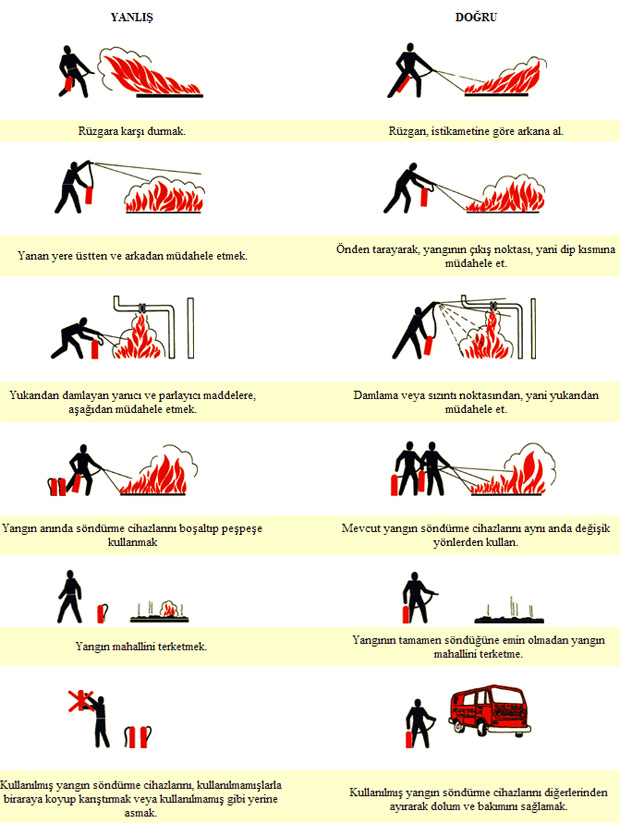 YANLIŞ
DOĞRU
Rüzgara karşı durmak.
Rüzgarı, istikametine göre arkana al.
Yanan yere üstten ve arkadan müdahele etmek.
Önden tarayarak, yangının çıkış noktası, yani dip kısmına
müdahele et.
Yukarıdan damlayan yanıcı ve parlayıcı maddelere,
aşağıdan müdahele etmek.
Damlama veya sızıntı noktasından, yani yukarıdan
müdahele et.
Yangın anında söndürme cihazlarını boşaltıp peşpeşe
kullanmak
Mevcut yangın söndürme cihazlarını aynı anda değişik
yönlerden kullan.
Yangın mahallini terketmek.
Yangının tamamen söndüğüne emin olmadan yangın
mahallini terketme.
Kullanılmış yangın söndürme cihazlarını, kullanılmamışlarla
biraraya koyup karıştırmak veya kullanılmamış gibi yerine
asmak.
Kullanılmış yangın söndürme cihazlarını diğerlerinden
ayırarak dolum ve bakımını sağlamak.